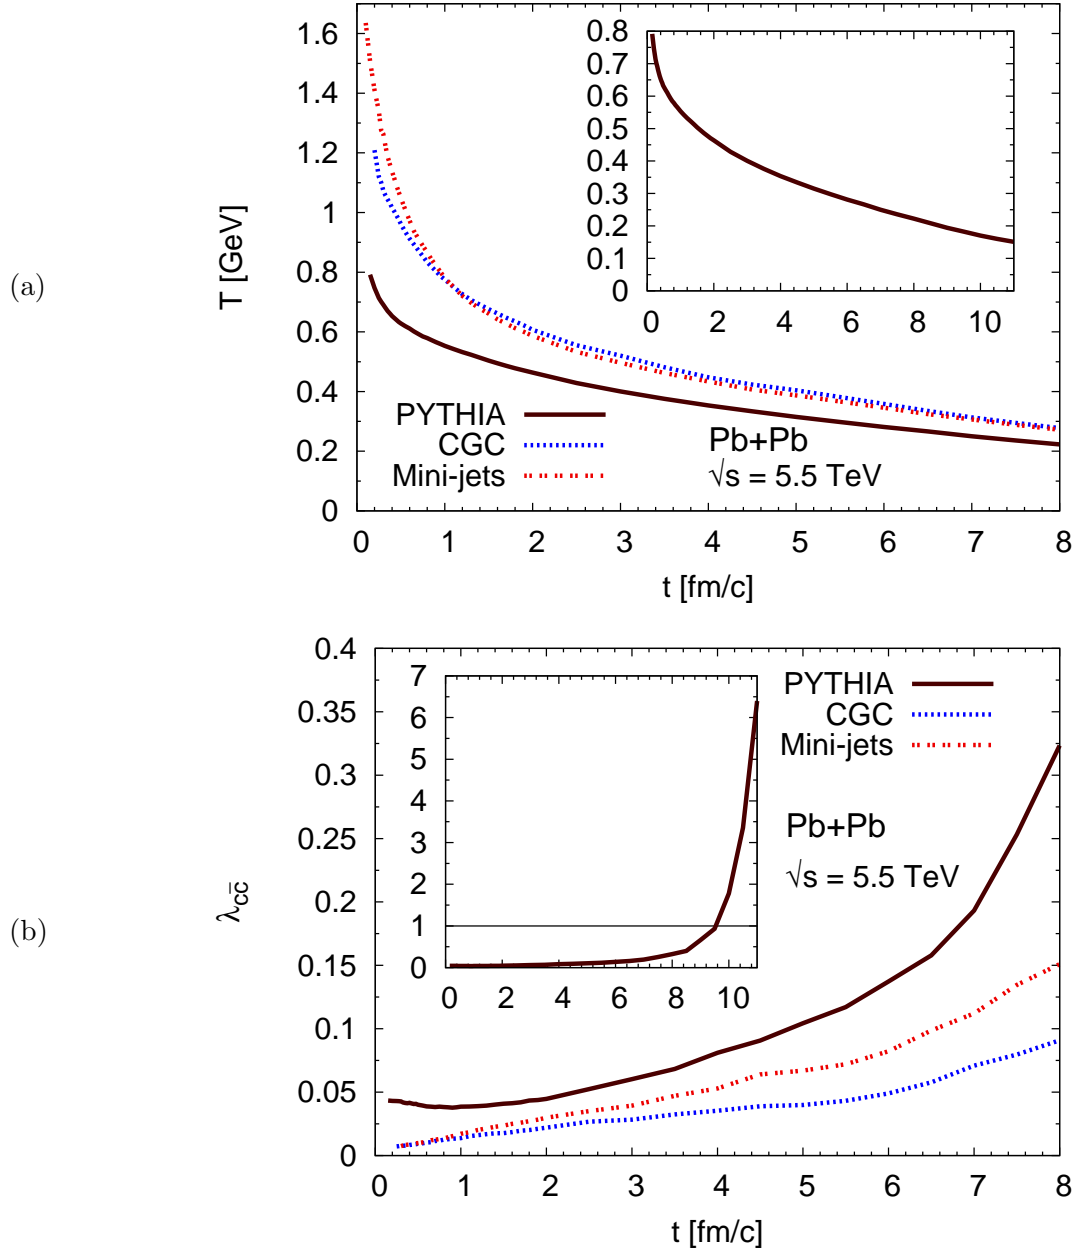 (a)
T [GeV]
1.6
1.4
1.2
1
0.8
0.6
0.4
0.2
0
0 1 2 3 4 5 6 7 8
t [fm/c]
0.8
0.7
0.6
0.5
0.4
0.3
0.2
0.1
0
0 2 4 6 8 10
PYTHIA
CGC
Mini-jets
Pb+Pb
√s = 5.5 TeV
(b)
λcc̄
0.4
0.35
0.3
0.25
0.2
0.15
0.1
0.05
0
0 1 2 3 4 5 6 7 8
t [fm/c]
7
6
5
4
3
2
1
0
0 2 4 6 8 10
PYTHIA
CGC
Mini-jets
Pb+Pb
√s = 5.5 TeV